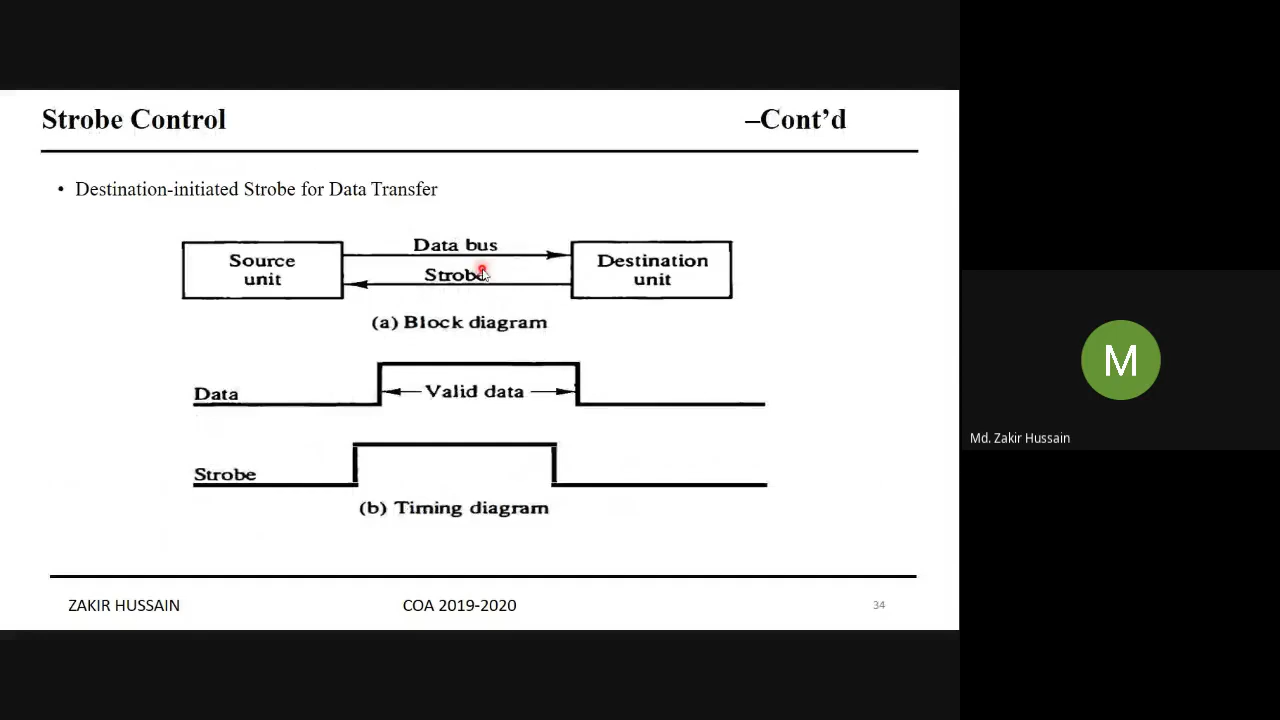 Strobe Control –Cont’d
• Destination-initiated Strobe for Data Transfer
Source unit
Data bus
Strobe
Destination unit
(a) Block diagram
Data
Valid data
Strobe
(b) Timing diagram
ZAKIR HUSSAIN COA 2019-2020 34
M
Md. Zakir Hussain